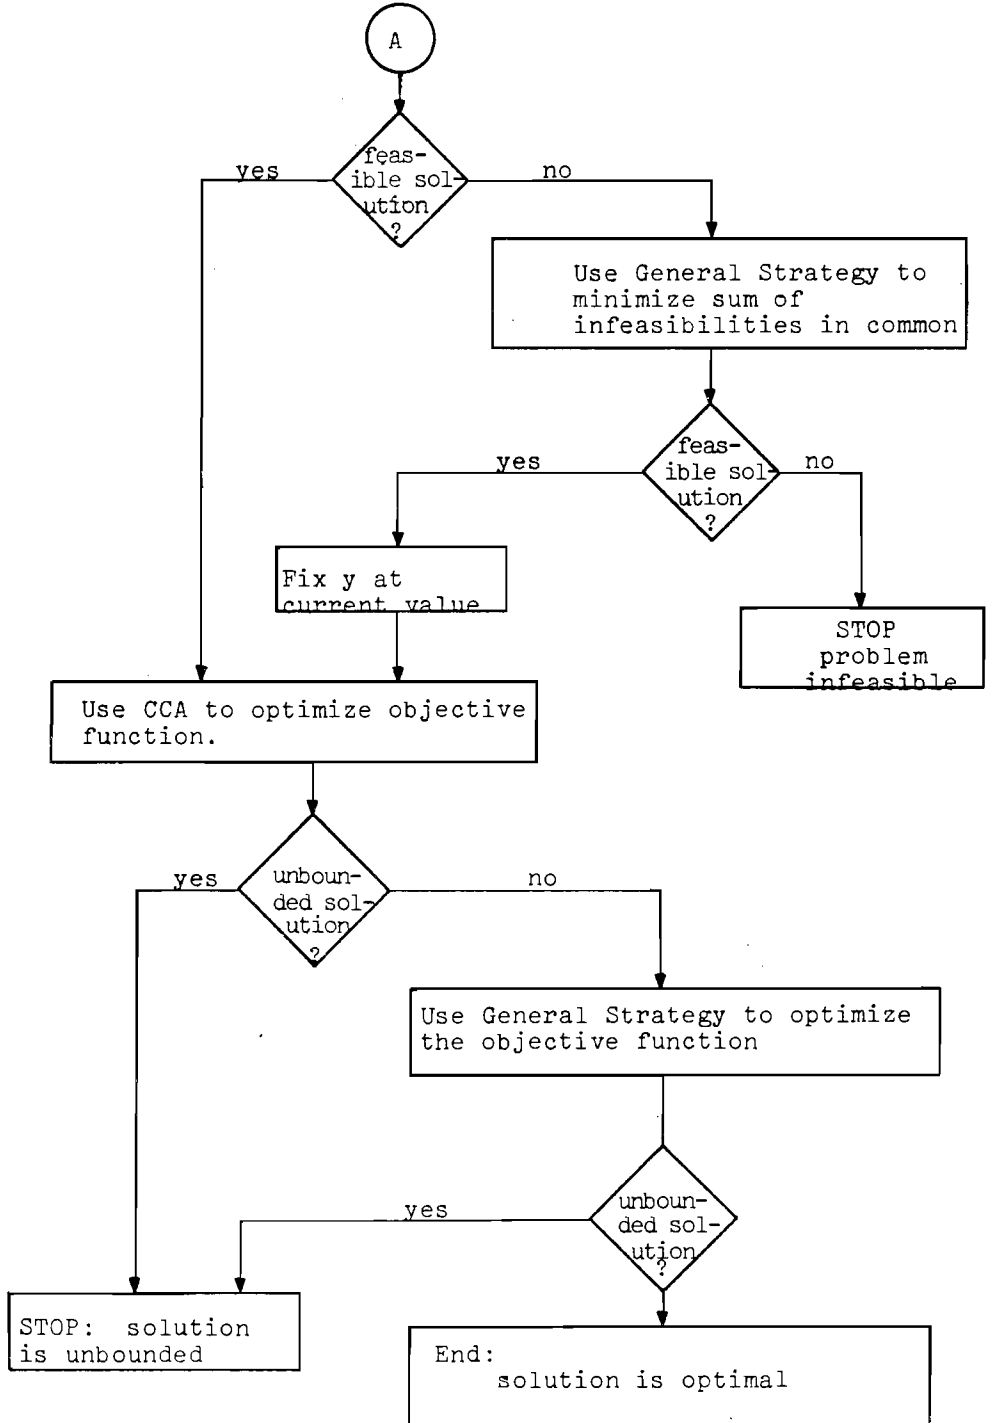 A
feas-
ible sol-
ution
?
yes
no
Use General Strategy to
minimize sum of
infeasibilities in common
feas-
ible sol-
ution
?
yes
no
Fix y at
current value
STOP
problem
infeasible
Use CCA to optimize objective
function.
unboun-
ded sol-
ution
?
yes
no
Use General Strategy to optimize
the objective function
unboun-
ded sol-
ution
?
yes
STOP: solution
is unbounded
End:
solution is optimal